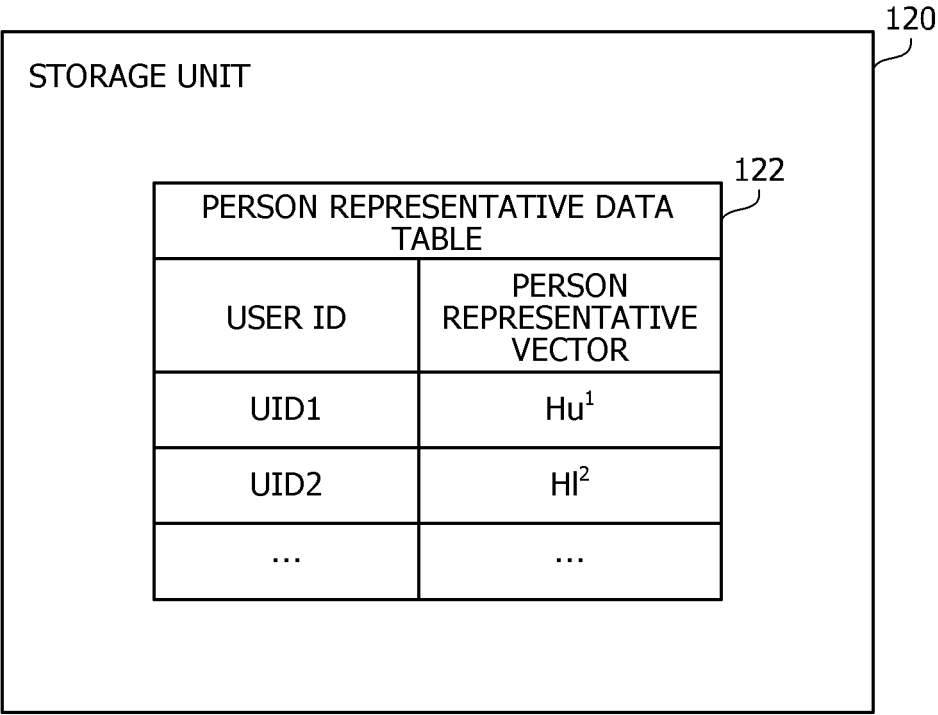 120
STORAGE UNIT
122
PERSON REPRESENTATIVE DATA
TABLE
USER ID
PERSON
REPRESENTATIVE
VECTOR
UID1
Hu¹
UID2
Hl²
...
...